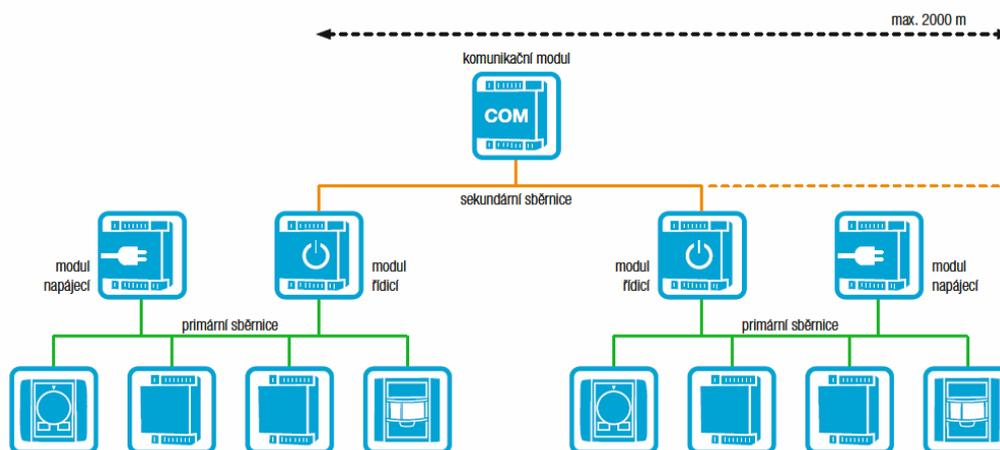 max. 2000 m
komunikační modul
COM
sekundární sběrnice
modul
napájecí
modul
řídicí
modul
řídicí
modul
napájecí
primární sběrnice
primární sběrnice